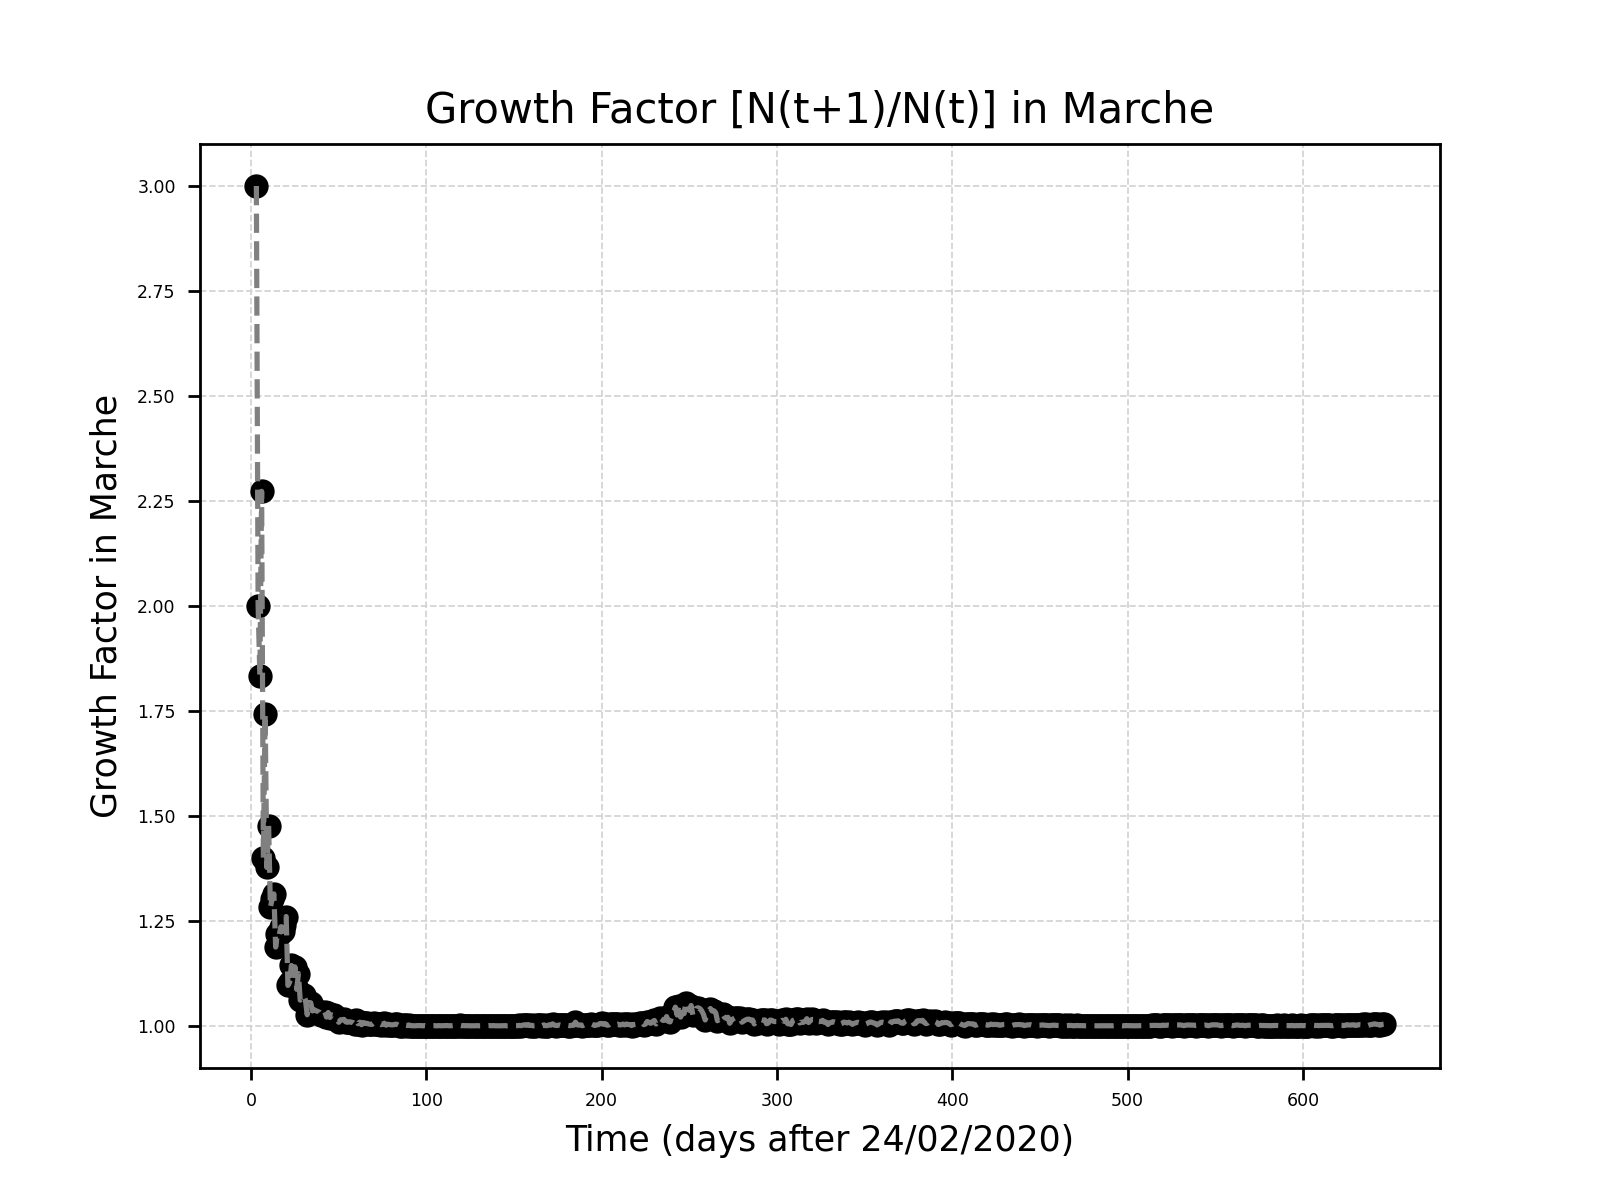 Growth Factor [N(t+1)/N(t)] in Marche
Growth Factor in Marche
3.00
2.75
2.50
2.25
2.00
1.75
1.50
1.25
1.00
0 100 200 300 400 500 600
Time (days after 24/02/2020)